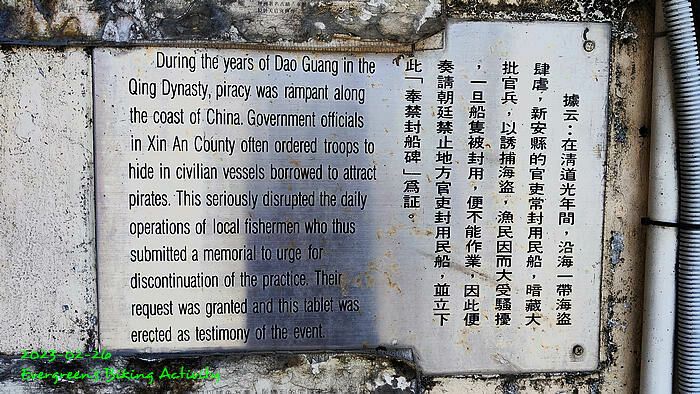 During the years of Dao Guang in the
Qing Dynasty, piracy was rampant along
the coast of China. Government officials
in Xin An County often ordered troops to
hide in civilian vessels borrowed to attract
pirates. This seriously disrupted the daily
operations of local fishermen who thus
submitted a memorial to urge for
discontinuation of the practice. Their
request was granted and this tablet was
erected as testimony of the event.
據云：在清道光年間，沿海一帶海盜
肆虐，新安縣的官吏常封用民船，暗藏大
批官兵，以誘捕海盜，漁民因而大受騷擾
，一旦船隻被封用，便不能作業，因此便
奏請朝廷禁止地方官吏封用民船，並立下
此「奉禁封船碑」為証。
2023-02-26
Evergreens Diking Activity